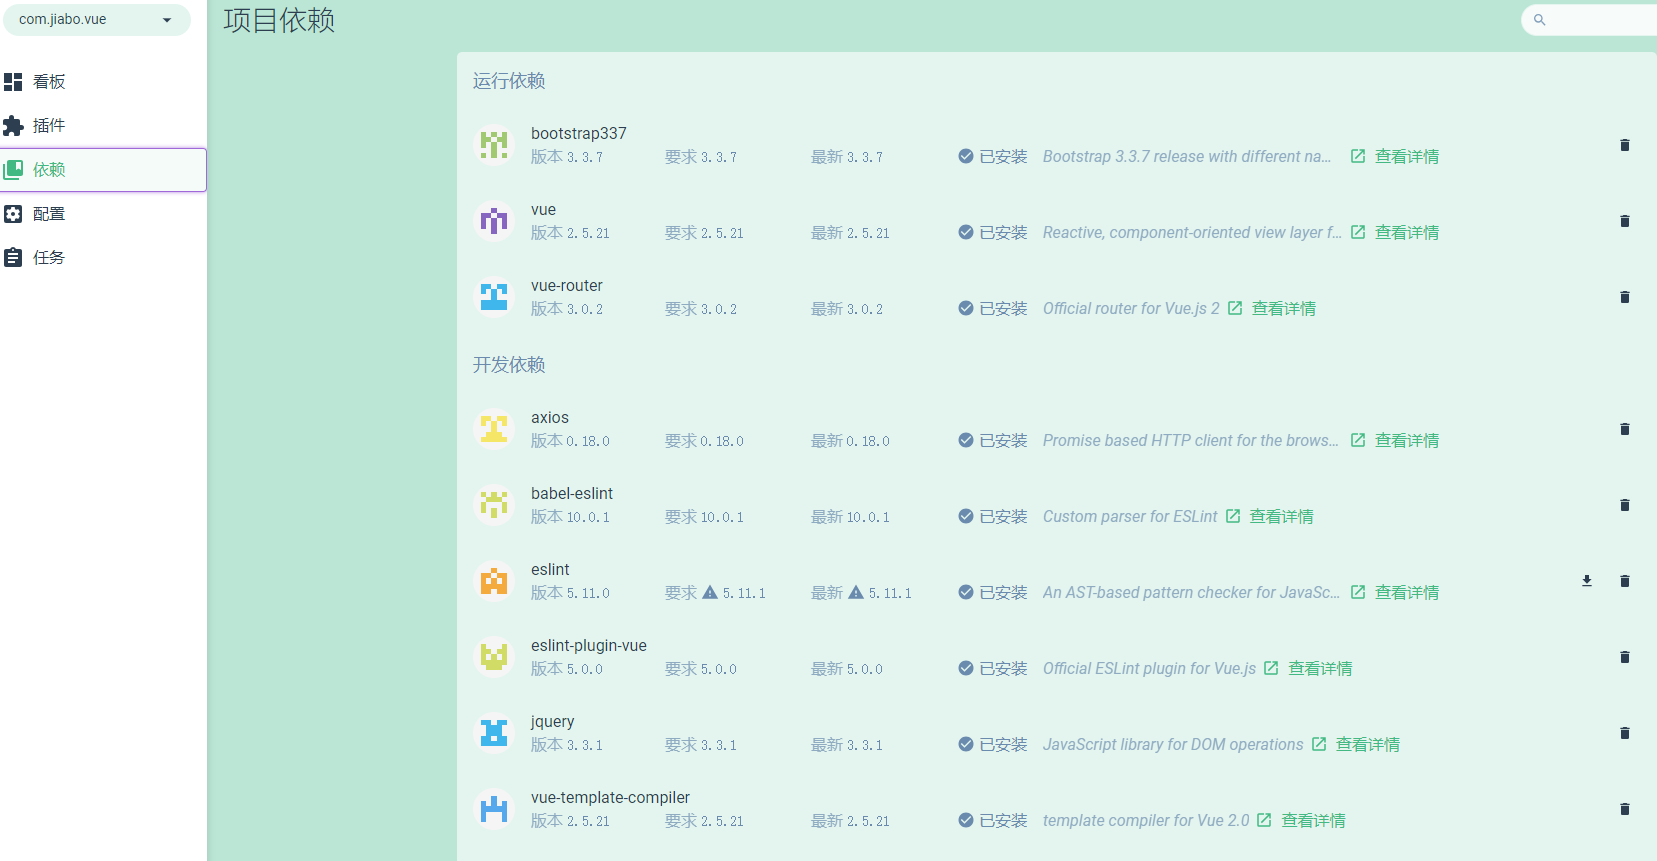 com.jiabo.vue
项目依赖
看板
插件
依赖
配置
任务
运行依赖
bootstrap337
版本 3.3.7 要求 3.3.7 最新 3.3.7 已安装 Bootstrap 3.3.7 release with different na... 查看详情
vue
版本 2.5.21 要求 2.5.21 最新 2.5.21 已安装 Reactive, component-oriented view layer f... 查看详情
vue-router
版本 3.0.2 要求 3.0.2 最新 3.0.2 已安装 Official router for Vue.js 2 查看详情
开发依赖
axios
版本 0.18.0 要求 0.18.0 最新 0.18.0 已安装 Promise based HTTP client for the brows... 查看详情
babel-eslint
版本 10.0.1 要求 10.0.1 最新 10.0.1 已安装 Custom parser for ESLint 查看详情
eslint
版本 5.11.0 要求 5.11.1 最新 5.11.1 已安装 An AST-based pattern checker for JavaSc... 查看详情
eslint-plugin-vue
版本 5.0.0 要求 5.0.0 最新 5.0.0 已安装 Official ESLint plugin for Vue.js 查看详情
jquery
版本 3.3.1 要求 3.3.1 最新 3.3.1 已安装 JavaScript library for DOM operations 查看详情
vue-template-compiler
版本 2.5.21 要求 2.5.21 最新 2.5.21 已安装 template compiler for Vue 2.0 查看详情